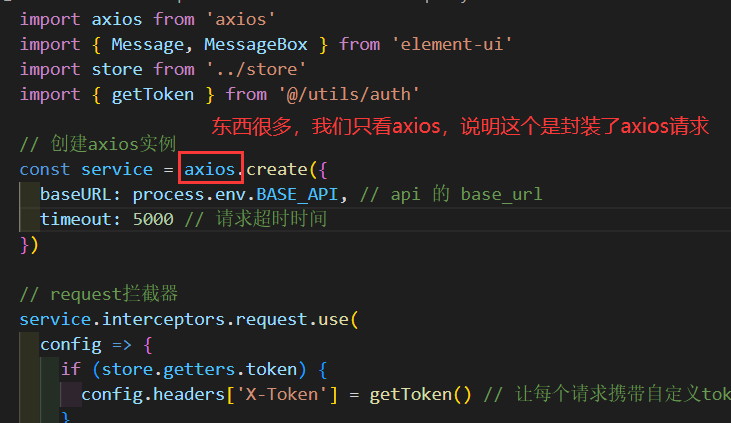 import axios from 'axios'
import { Message, MessageBox } from 'element-ui'
import store from '../store'
import { getToken } from '@/utils/auth'
东西很多，我们只看axios，说明这个是封装了axios请求
// 创建axios实例
const service = axios.create({
baseURL: process.env.BASE_API, // api 的 base_url
timeout: 5000 // 请求超时时间
})
// request拦截器
service.interceptors.request.use(
config => {
if (store.getters.token) {
config.headers['X-Token'] = getToken() // 让每个请求携带自定义tok
}